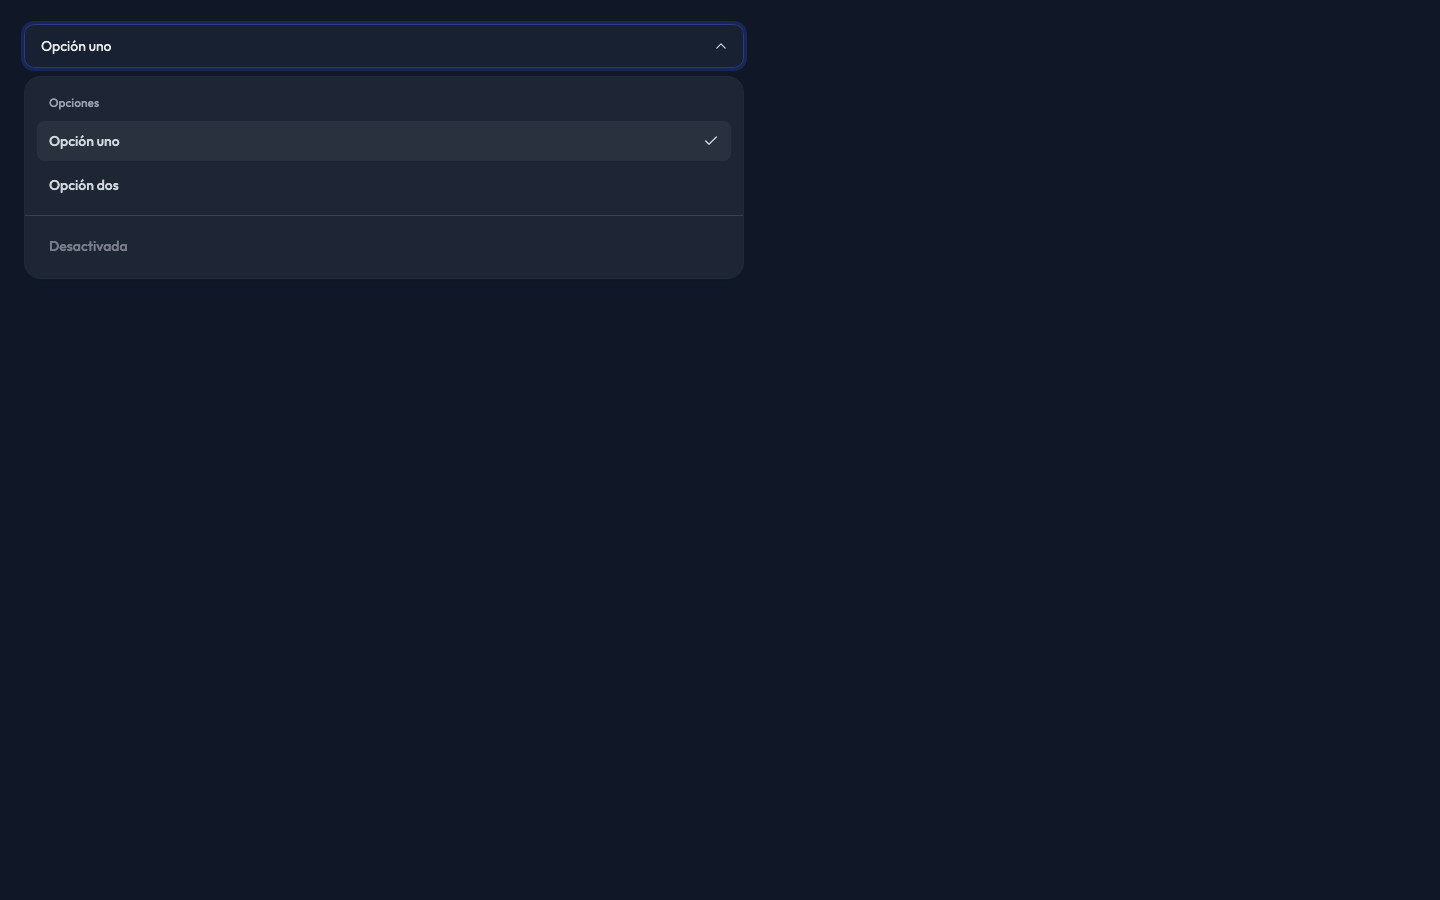 Opción uno
Opciones
Opción uno
Opción dos
Desactivada